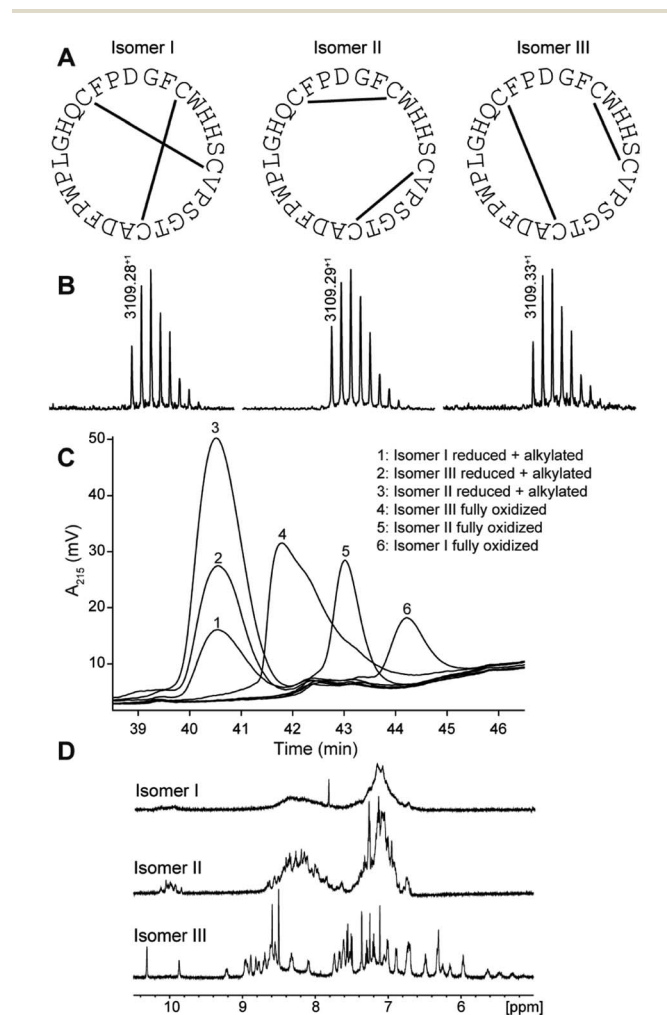 A
Isomer I
Isomer II
Isomer III
CFPDGFCWHHSCVPSGTCADFPWPLGHQ
CFPDGFCWHHSCVPSGTCADFPWPLGHQ
CFPDGFCWHHSCVPSGTCADFPWPLGHQ
B
3109.28+1
3109.29+1
3109.33+1
C
1: Isomer I reduced + alkylated
2: Isomer III reduced + alkylated
3: Isomer II reduced + alkylated
4: Isomer III fully oxidized
5: Isomer II fully oxidized
6: Isomer I fully oxidized
3
2
1
4
5
6
50
40
30
20
10
A215 (mV)
39 40 41 42 43 44 45 46
Time (min)
D
Isomer I
Isomer II
Isomer III
10 9 8 7 6 [ppm]